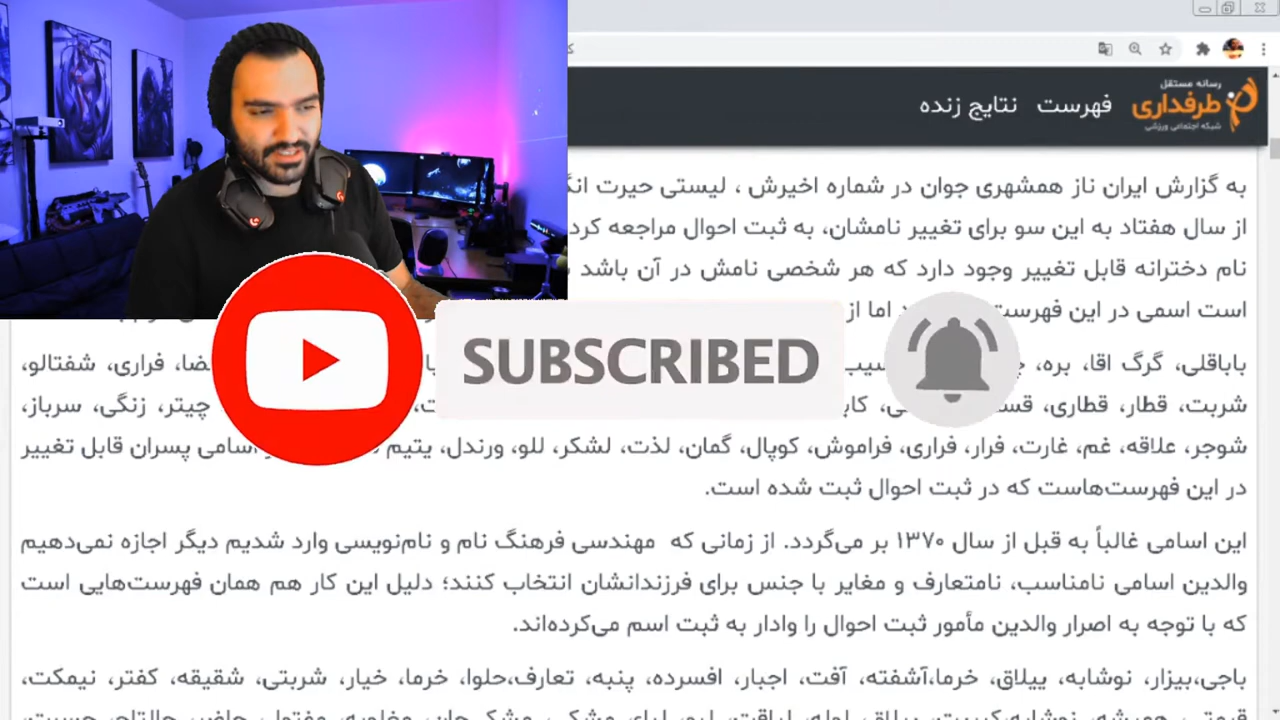 رسانه مستقل
طرفداری
شبکه اجتماعی ورزشی
فهرست
نتایج زنده
به گزارش ایران ناز همشهری جوان در شماره اخیرش ، لیستی حیرت
از سال هفتاد به این سو برای تغییر نامشان، به ثبت احوال مراجعه
نام دخترانه قابل تغییر وجود دارد که هر شخصی نامش در آن باشد
است اسمی در این فهرست اما از
باباقلی، گرگ اقا، بره، فراری، شفتالو،
شربت، قطار، قطاری، چیتر، زنگی، سرباز،
شوجر، علاقه، غم، غارت، فرار، فراری، فراموش، کوپال، گمان، لذت، لشکر، للو، ورندل، یتیم اسامی پسران قابل تغییر
در این فهرست‌هاست که در ثبت احوال ثبت شده است.
SUBSCRIBED
این اسامی غالباً به قبل از سال ۱۳۷۰ بر می‌گردد. از زمانی که مهندسی فرهنگ نام و نام‌نویسی وارد شدیم دیگر اجازه نمی‌دهیم
والدین اسامی نامناسب، نامتعارف و مغایر با جنس برای فرزندانشان انتخاب کنند؛ دلیل این کار هم همان فهرست‌هایی است
که با توجه به اصرار والدین مأمور ثبت احوال را وادار به ثبت اسم می‌کرده‌اند.
باجی،بیزار، نوشابه، ییلاق، خرما،آشفته، آفت، اجبار، افسرده، پنبه، تعارف،حلوا، خرما، خیار، شربتی، شقیقه، کفتر، نیمکت،